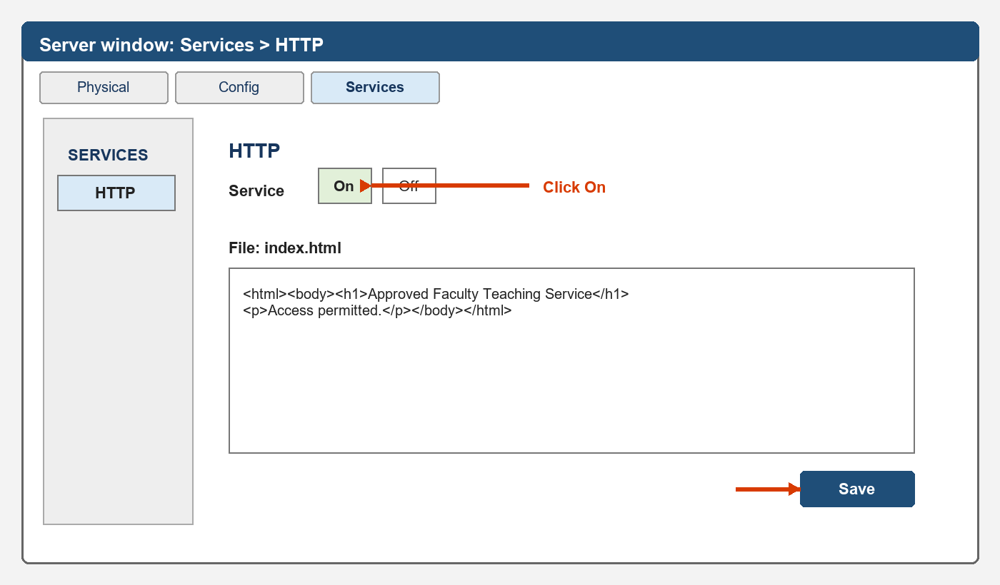 Server window: Services > HTTP
Physical
Config
Services
SERVICES
HTTP
HTTP
Service
On
Off
Click On
File: index.html
<html><body><h1>Approved Faculty Teaching Service</h1>
<p>Access permitted.</p></body></html>
Save